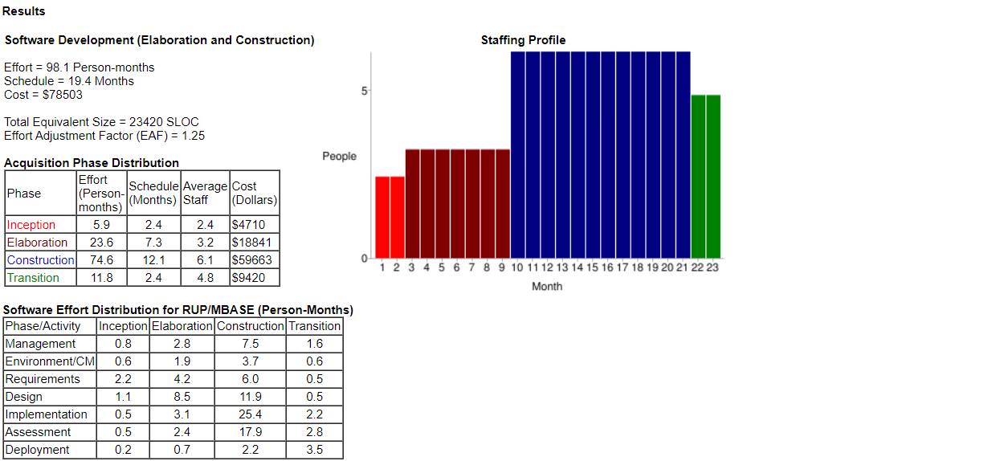 Results
Software Development (Elaboration and Construction)
Effort = 98.1 Person-months
Schedule = 19.4 Months
Cost = $78503
Total Equivalent Size = 23420 SLOC
Effort Adjustment Factor (EAF) = 1.25
Acquisition Phase Distribution
Phase Effort (Person-months) Schedule (Months) Average Staff Cost (Dollars)
Inception 5.9 2.4 2.4 $4710
Elaboration 23.6 7.3 3.2 $18841
Construction 74.6 12.1 6.1 $59663
Transition 11.8 2.4 4.8 $9420
Staffing Profile
5
People
0
1 2 3 4 5 6 7 8 9 10 11 12 13 14 15 16 17 18 19 20 21 22 23
Month
Software Effort Distribution for RUP/MBASE (Person-Months)
Phase/Activity Inception Elaboration Construction Transition
Management 0.8 2.8 7.5 1.6
Environment/CM 0.6 1.9 3.7 0.6
Requirements 2.2 4.2 6.0 0.5
Design 1.1 8.5 11.9 0.5
Implementation 0.5 3.1 25.4 2.2
Assessment 0.5 2.4 17.9 2.8
Deployment 0.2 0.7 2.2 3.5